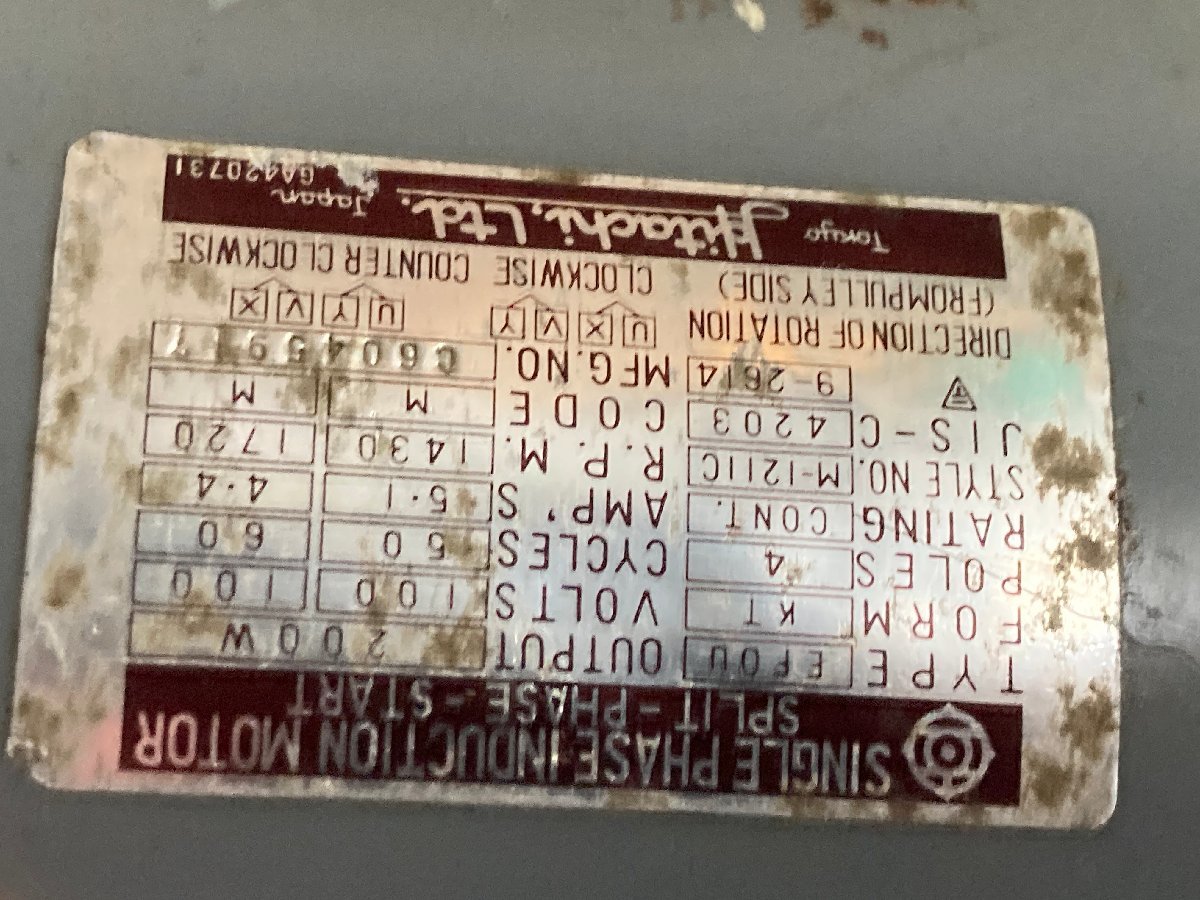 SINGLE PHASE INDUCTION MOTOR
SPLIT-PHASE-START
TYPE EFOU OUTPUT 200W
FORM KT VOLTS 100 100
POLES 4 CYCLES 50 60
RATING CONT. AMP'S 5.1 4.4
STYLE NO. M-1211C R.P.M. 1430 1720
JIS-C 4203 CODE M M
9-2614 MFG.NO. C6045917
DIRECTION OF ROTATION U X V Y U Y V X
(FROM PULLEY SIDE) CLOCKWISE COUNTER CLOCKWISE
Tokyo Hitachi, Ltd. Japan
GA420731